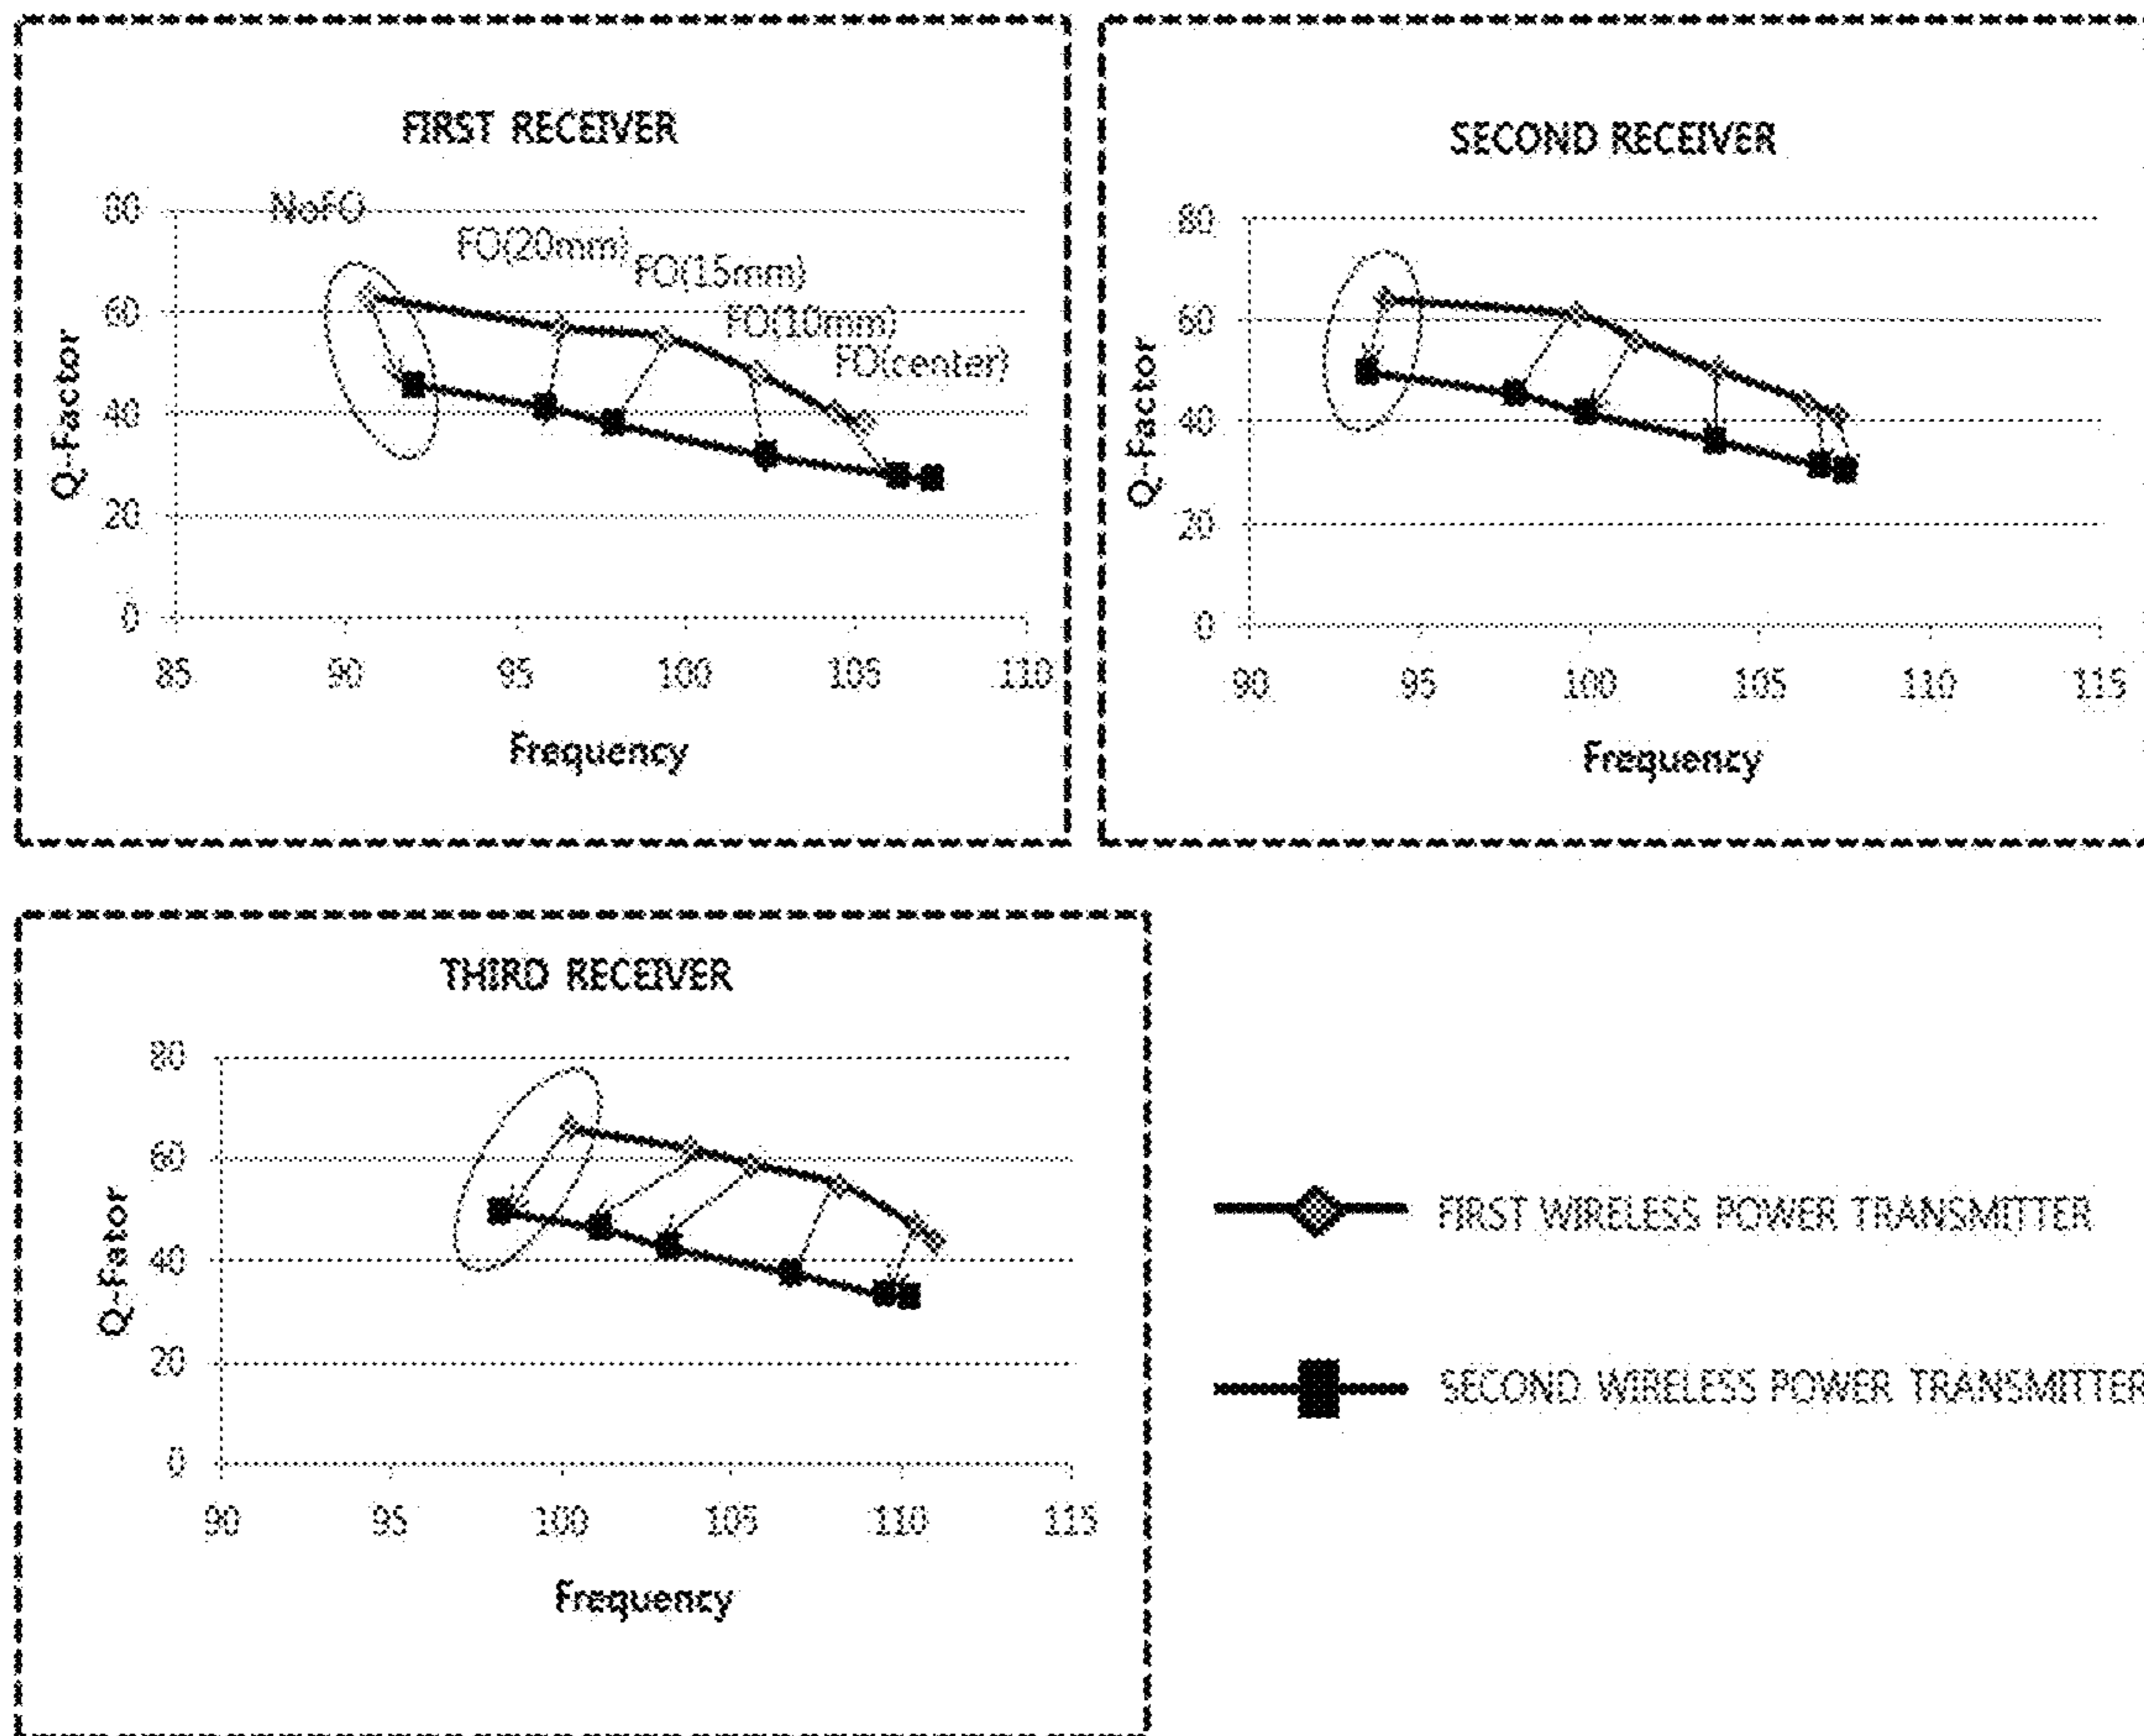 FIRST RECEIVER
80
NoFO
FO(20mm)
FO(15mm)
60
FO(10mm)
FO(center)
40
20
0
Q-Factor
85 90 95 100 105 110
Frequency
SECOND RECEIVER
80
60
40
20
0
Q-Factor
90 95 100 105 110 115
Frequency
THIRD RECEIVER
80
60
40
20
0
Q-Fator
90 95 100 105 110 115
Frequency
FIRST WIRELESS POWER TRANSMITTER
SECOND WIRELESS POWER TRANSMITTER